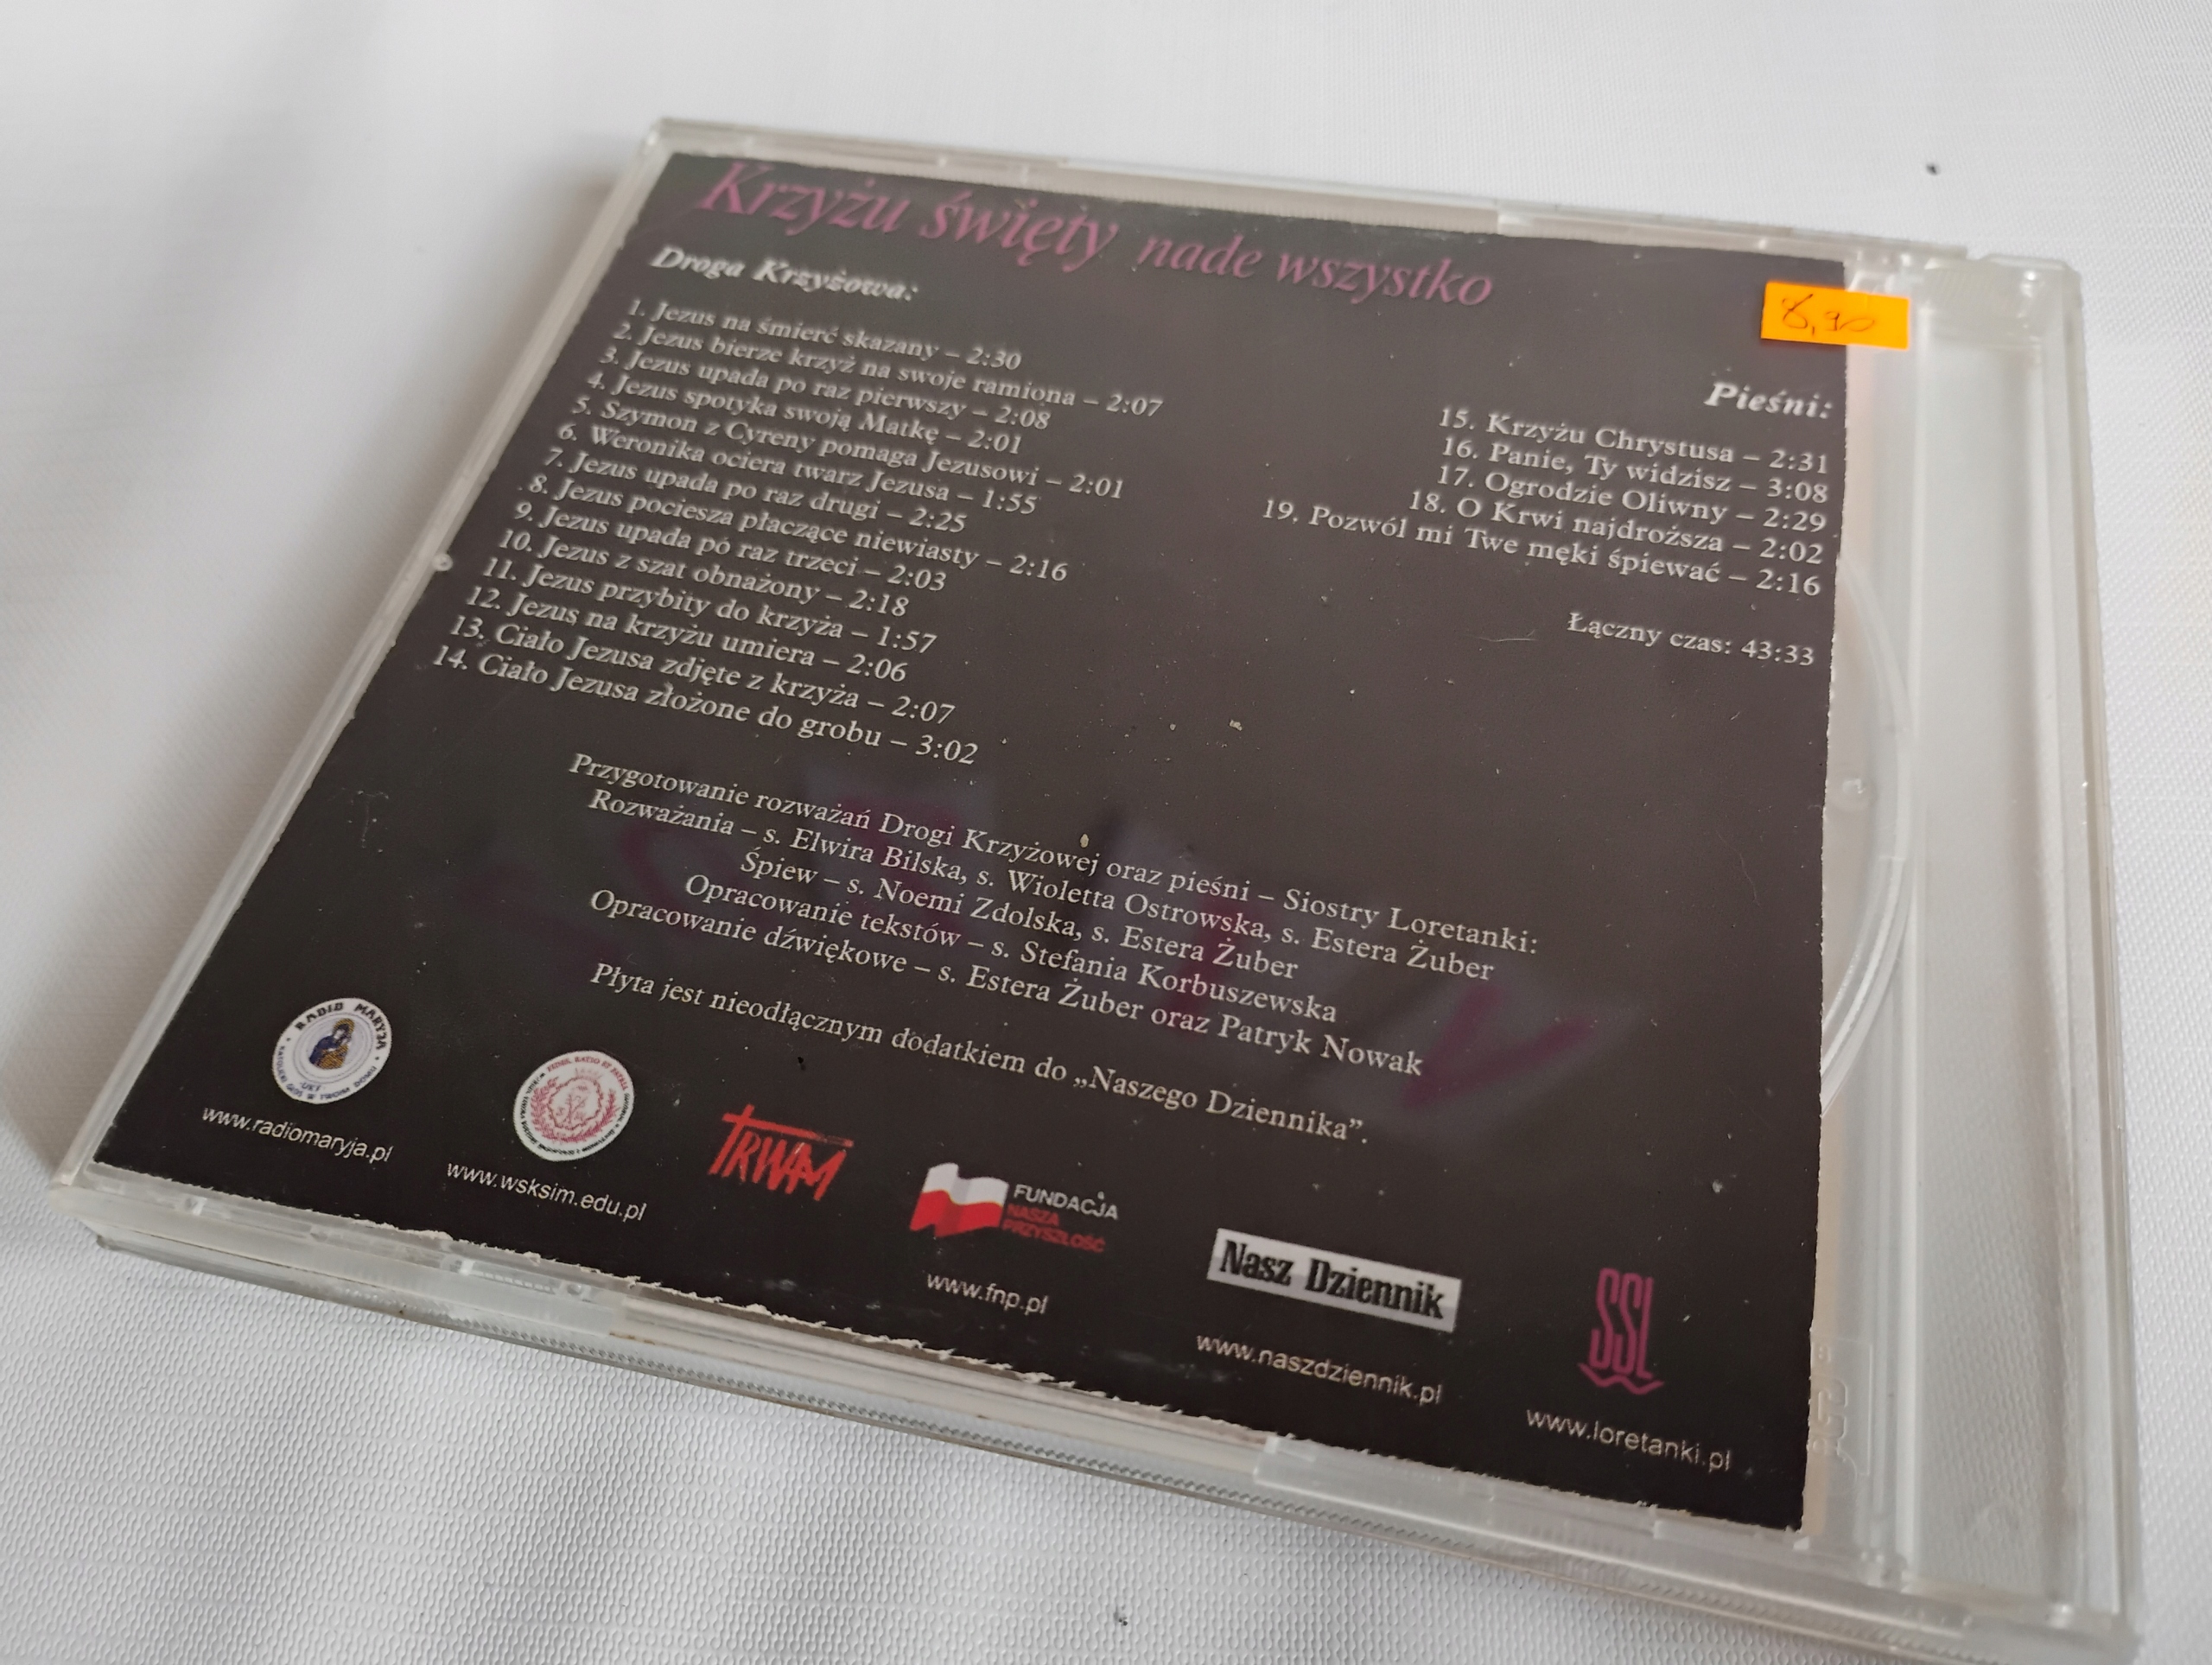 Krzyżu święty nade wszystko
8,90
Droga Krzyżowa:
1. Jezus na śmierć skazany – 2:30
2. Jezus bierze krzyż na swoje ramiona – 2:07
3. Jezus upada po raz pierwszy – 2:08
4. Jezus spotyka swoją Matkę – 2:01
5. Szymon z Cyreny pomaga Jezusowi – 2:01
6. Weronika ociera twarz Jezusa – 1:55
7. Jezus upada po raz drugi – 2:25
8. Jezus pociesza płaczące niewiasty – 2:16
9. Jezus upada po raz trzeci – 2:03
10. Jezus z szat obnażony – 2:18
11. Jezus przybity do krzyża – 1:57
12. Jezus na krzyżu umiera – 2:06
13. Ciało Jezusa zdjęte z krzyża – 2:07
14. Ciało Jezusa złożone do grobu – 3:02
Pieśni:
15. Krzyżu Chrystusa – 2:31
16. Panie, Ty widzisz – 3:08
17. Ogrodzie Oliwny – 2:29
18. O Krwi najdroższa – 2:02
19. Pozwól mi Twe męki śpiewać – 2:16
Łączny czas: 43:33
Przygotowanie rozważań Drogi Krzyżowej oraz pieśni – Siostry Loretanki:
Rozważania – s. Elwira Bilska, s. Wioletta Ostrowska, s. Estera Żuber
Śpiew – s. Noemi Zdolska, s. Estera Żuber
Opracowanie tekstów – s. Stefania Korbuszewska
Opracowanie dźwiękowe – s. Estera Żuber oraz Patryk Nowak
Płyta jest nieodłącznym dodatkiem do „Naszego Dziennika”.
RADIO MARYJA
KATOLICKI GŁOS W TWOIM DOMU
www.radiomaryja.pl
FIDES, RATIO ET PATRIA
www.wsksim.edu.pl
TRWAM
FUNDACJA
NASZA
PRZYSZŁOŚĆ
www.fnp.pl
Nasz Dziennik
www.naszdziennik.pl
SSL
www.loretanki.pl